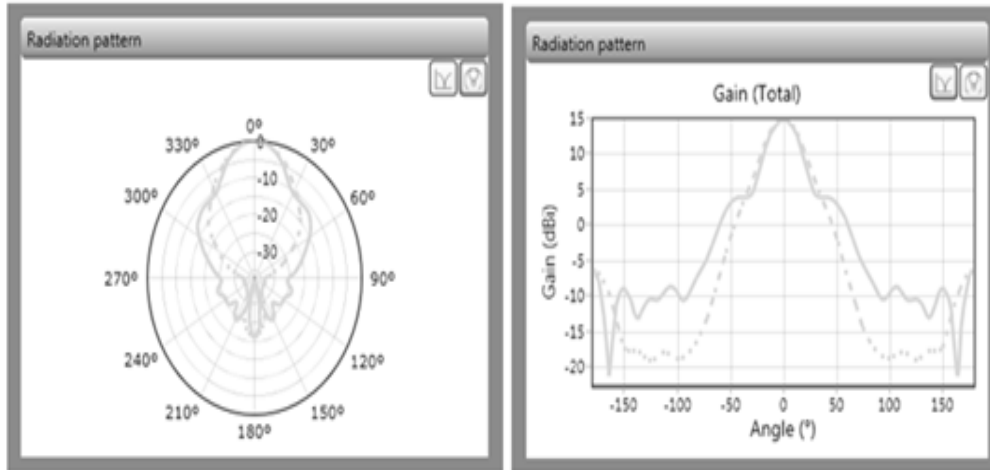 Radiation pattern
0º
330º 30º
300º 60º
270º 90º
240º 120º
210º 150º
180º
0
-10
-20
-30
Radiation pattern
Gain (Total)
Gain (dBi)
15
10
5
0
-5
-10
-15
-20
-150 -100 -50 0 50 100 150
Angle (°)